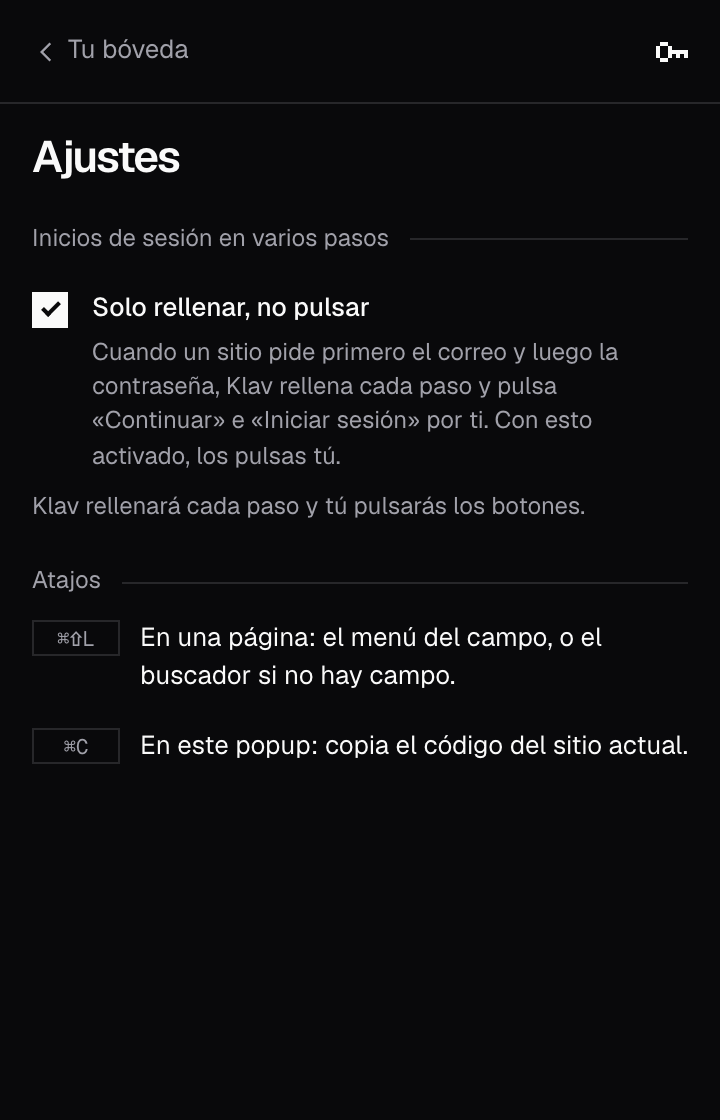 Tu bóveda
Ajustes
Inicios de sesión en varios pasos
Solo rellenar, no pulsar
Cuando un sitio pide primero el correo y luego la
contraseña, Klav rellena cada paso y pulsa
«Continuar» e «Iniciar sesión» por ti. Con esto
activado, los pulsas tú.
Klav rellenará cada paso y tú pulsarás los botones.
Atajos
⌘⇧L
En una página: el menú del campo, o el
buscador si no hay campo.
⌘C
En este popup: copia el código del sitio actual.